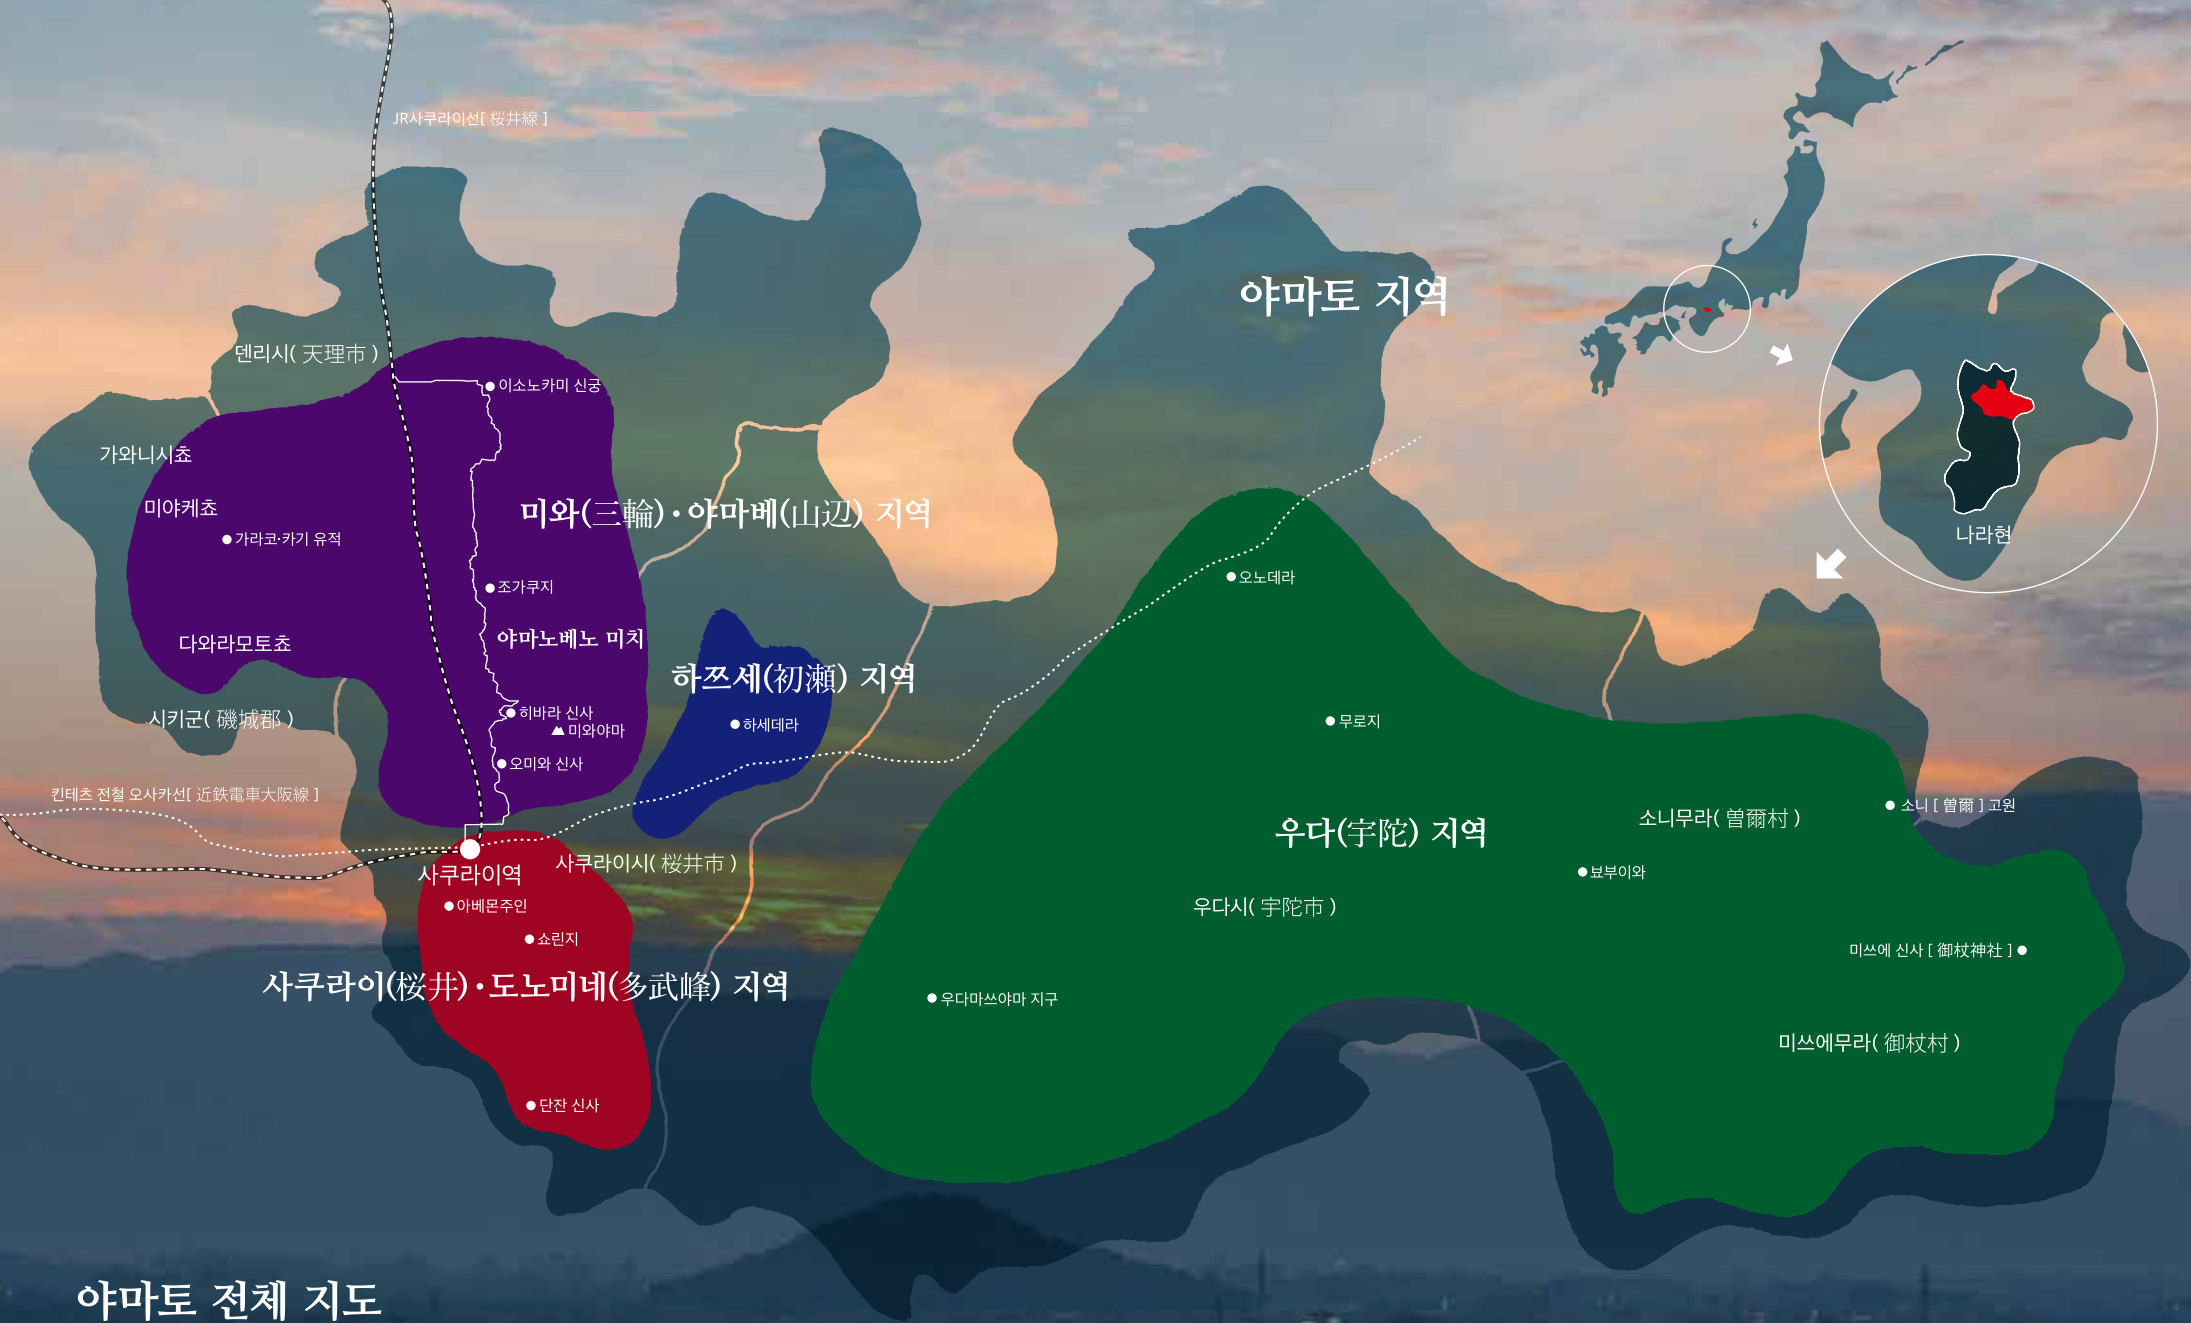 JR사쿠라이선[ 桜井線 ]
야마토 지역
덴리시( 天理市 )
이소노카미 신궁
가와니시쵸
미야케쵸
가라코·카기 유적
미와(三輪)·야마베(山辺) 지역
나라현
조가쿠지
오노데라
야마노베노 미치
다와라모토쵸
하쯔세(初瀬) 지역
시키군( 磯城郡 )
히바라 신사
미와야마
하세데라
무로지
오미와 신사
킨테츠 전철 오사카선[ 近鉄電車大阪線 ]
소니무라( 曽爾村 )
소니 [ 曽爾 ] 고원
우다(宇陀) 지역
사쿠라이역
사쿠라이시( 桜井市 )
뵤부이와
아베몬주인
우다시( 宇陀市 )
쇼린지
미쓰에 신사 [ 御杖神社 ]
사쿠라이(桜井)·도노미네(多武峰) 지역
우다마쓰야마 지구
미쓰에무라( 御杖村 )
단잔 신사
야마토 전체 지도